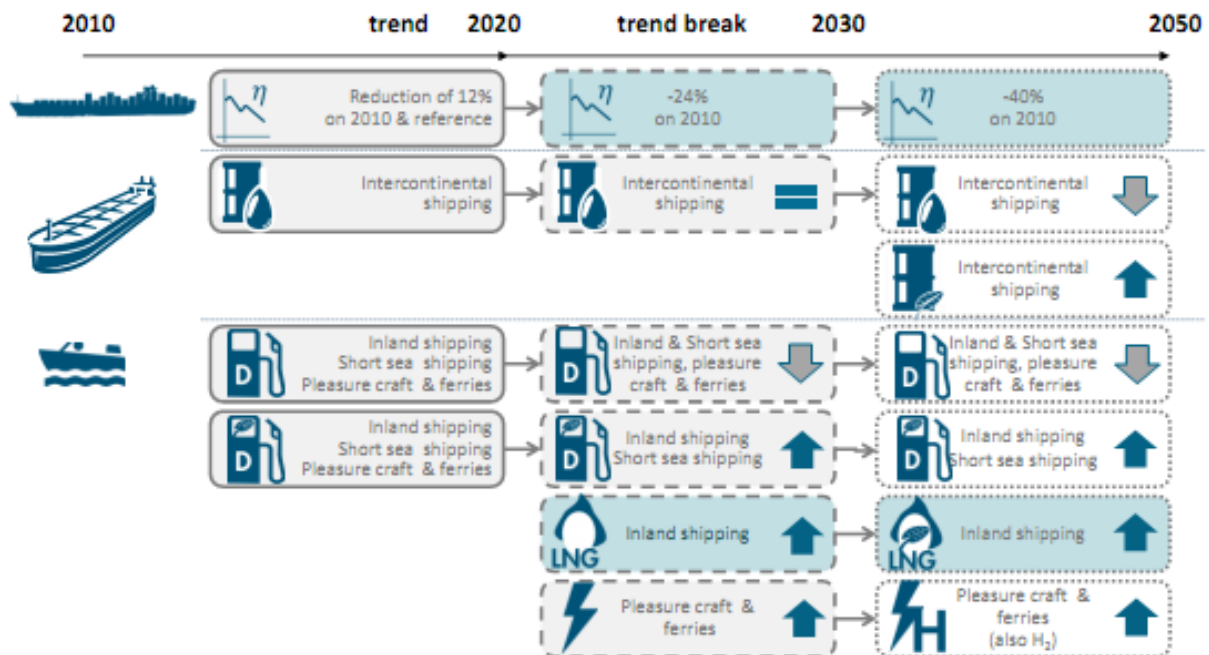 2010 trend 2020 trend break 2030 2050
η Reduction of 12%
on 2010 & reference
η -24%
on 2010
η -40%
on 2010
Intercontinental
shipping
Intercontinental
shipping
Intercontinental
shipping
Intercontinental
shipping
D
Inland shipping
Short sea shipping
Pleasure craft & ferries
D
Inland & Short sea
shipping, pleasure
craft & ferries
D
Inland & Short sea
shipping, pleasure
craft & ferries
D
Inland shipping
Short sea shipping
Pleasure craft & ferries
D
Inland shipping
Short sea shipping
D
Inland shipping
Short sea shipping
LNG
Inland shipping
LNG
Inland shipping
Pleasure craft &
ferries
H
Pleasure craft &
ferries
(also H₂)